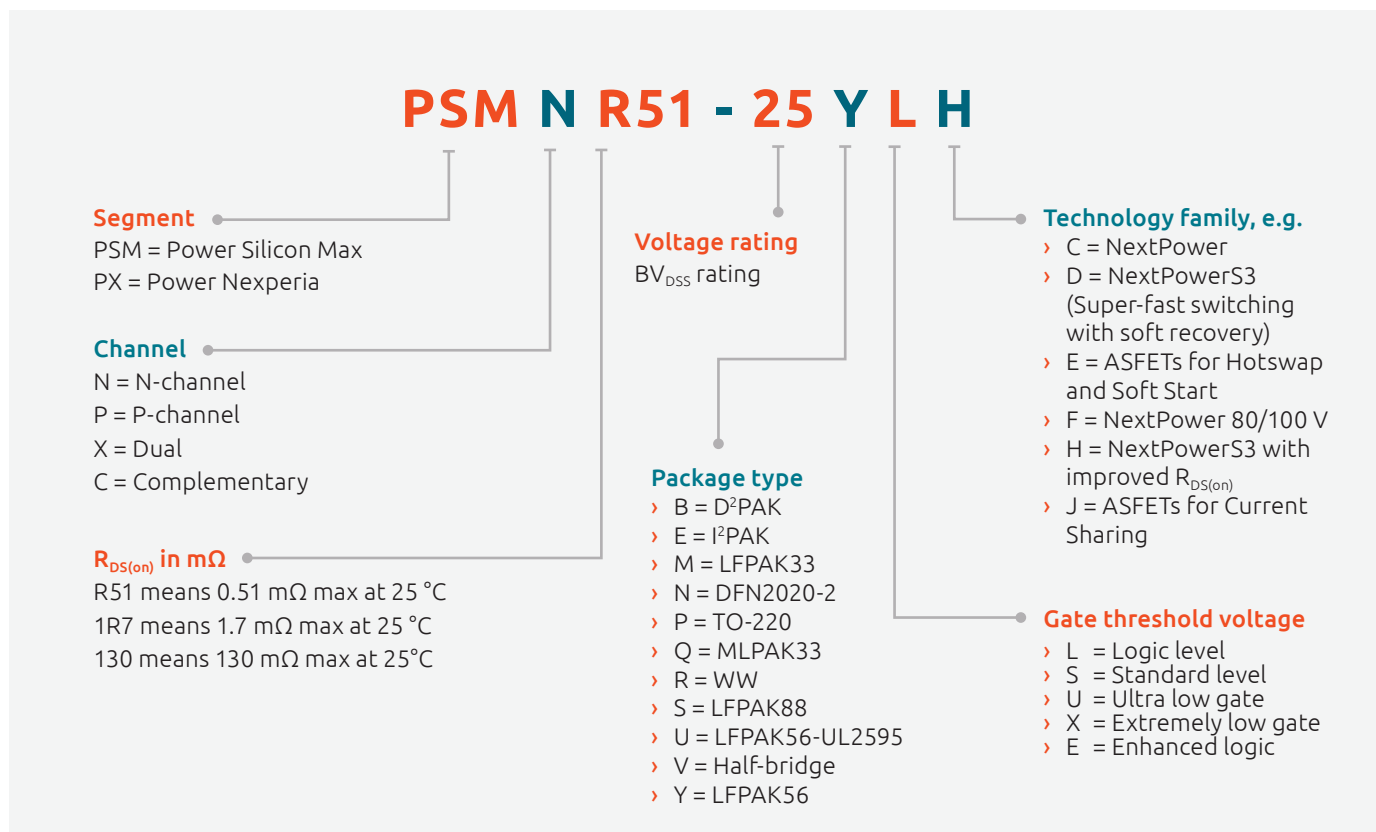 PSM N R51 - 25 Y L H
Segment
PSM = Power Silicon Max
PX = Power Nexperia
Channel
N = N-channel
P = P-channel
X = Dual
C = Complementary
RDS(on) in mΩ
R51 means 0.51 mΩ max at 25 °C
1R7 means 1.7 mΩ max at 25 °C
130 means 130 mΩ max at 25°C
Voltage rating
BVDSS rating
Package type
› B = D²PAK
› E = I²PAK
› M = LFPAK33
› N = DFN2020-2
› P = TO-220
› Q = MLPAK33
› R = WW
› S = LFPAK88
› U = LFPAK56-UL2595
› V = Half-bridge
› Y = LFPAK56
Technology family, e.g.
› C = NextPower
› D = NextPowerS3
(Super-fast switching
with soft recovery)
› E = ASFETs for Hotswap
and Soft Start
› F = NextPower 80/100 V
› H = NextPowerS3 with
improved RDS(on)
› J = ASFETs for Current
Sharing
Gate threshold voltage
› L = Logic level
› S = Standard level
› U = Ultra low gate
› X = Extremely low gate
› E = Enhanced logic